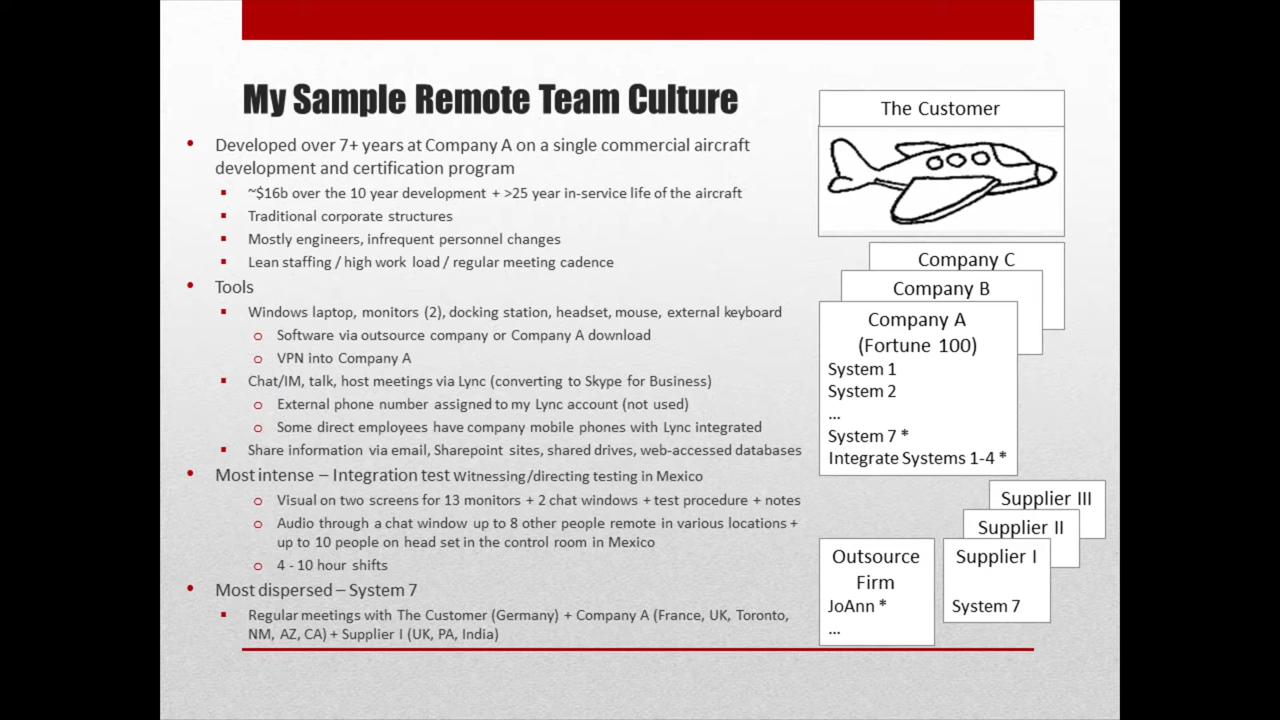 My Sample Remote Team Culture
• Developed over 7+ years at Company A on a single commercial aircraft
development and certification program
▪ ~$16b over the 10 year development + >25 year in-service life of the aircraft
▪ Traditional corporate structures
▪ Mostly engineers, infrequent personnel changes
▪ Lean staffing / high work load / regular meeting cadence
• Tools
▪ Windows laptop, monitors (2), docking station, headset, mouse, external keyboard
o Software via outsource company or Company A download
o VPN into Company A
▪ Chat/IM, talk, host meetings via Lync (converting to Skype for Business)
o External phone number assigned to my Lync account (not used)
o Some direct employees have company mobile phones with Lync integrated
▪ Share information via email, Sharepoint sites, shared drives, web-accessed databases
• Most intense – Integration test Witnessing/directing testing in Mexico
o Visual on two screens for 13 monitors + 2 chat windows + test procedure + notes
o Audio through a chat window up to 8 other people remote in various locations +
up to 10 people on head set in the control room in Mexico
o 4 - 10 hour shifts
• Most dispersed – System 7
▪ Regular meetings with The Customer (Germany) + Company A (France, UK, Toronto,
NM, AZ, CA) + Supplier I (UK, PA, India)
The Customer
Company C
Company B
Company A
(Fortune 100)
System 1
System 2
...
System 7 *
Integrate Systems 1-4 *
Supplier III
Supplier II
Supplier I
System 7
Outsource
Firm
JoAnn *
...